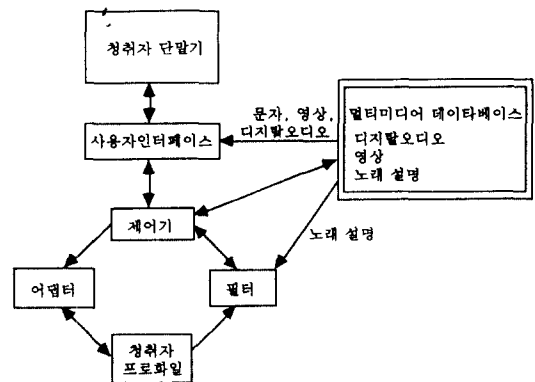 청취자 단말기
문자, 영상,
디지탈오디오
멀티미디어 데이타베이스
디지탈오디오
영상
노래 설명
사용자인터페이스
제어기
노래 설명
어댑터
필터
청취자
프로화일